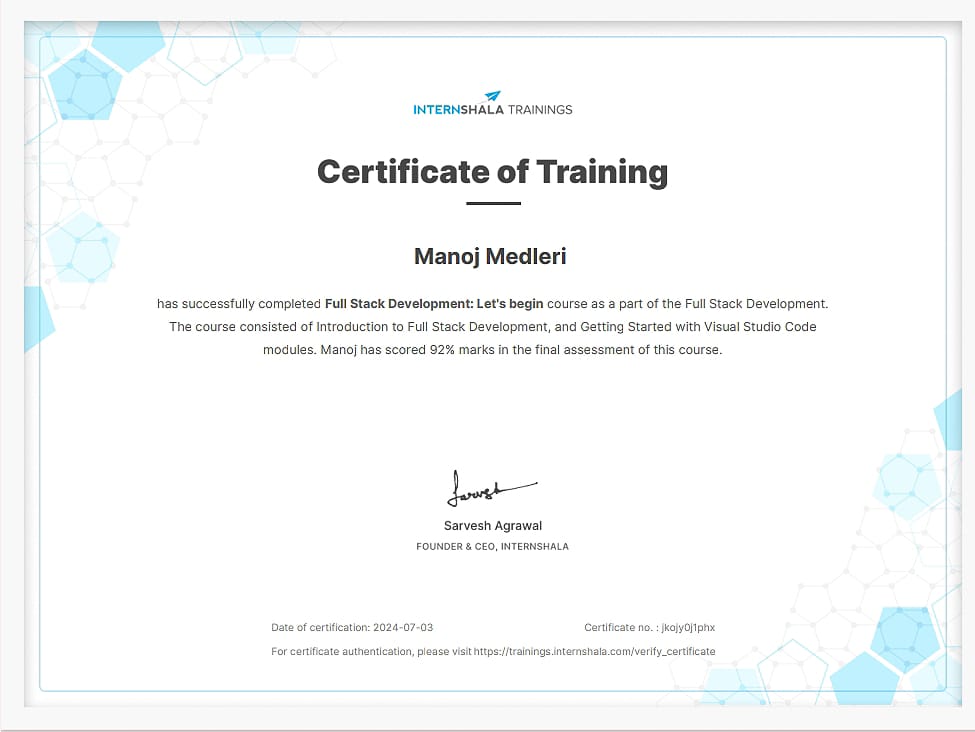 INTERNSHALA TRAININGS
Certificate of Training
Manoj Medleri
has successfully completed Full Stack Development: Let's begin course as a part of the Full Stack Development.
The course consisted of Introduction to Full Stack Development, and Getting Started with Visual Studio Code
modules. Manoj has scored 92% marks in the final assessment of this course.
Sarvesh
Sarvesh Agrawal
FOUNDER & CEO, INTERNSHALA
Date of certification: 2024-07-03 Certificate no. : jkojy0j1phx
For certificate authentication, please visit https://trainings.internshala.com/verify_certificate